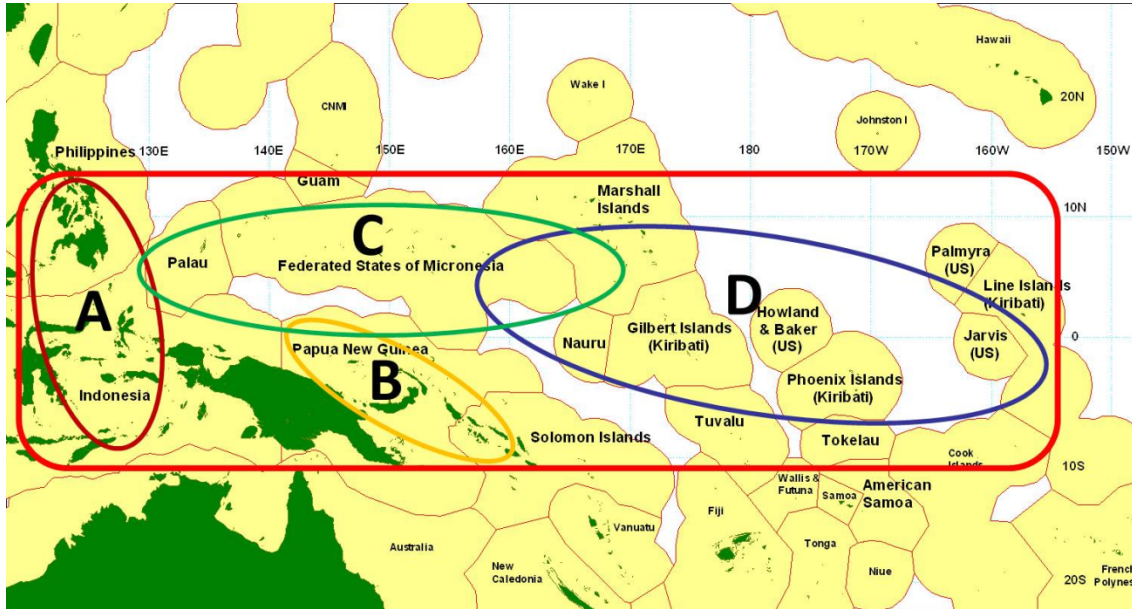 Hawaii
Wake I
20N
CNMI
Johnston I
Philippines
130E
140E
150E
160E
170E
180
170W
160W
150W
Guam
Marshall
Islands
10N
C
Palau
Federated States of Micronesia
Palmyra
(US)
A
D
Line Islands
(Kiribati)
Howland
& Baker
(US)
Gilbert Islands
(Kiribati)
Nauru
Jarvis
(US)
0
Papua New Guinea
B
Indonesia
Phoenix Islands
(Kiribati)
Tuvalu
Solomon Islands
Tokelau
Cook
Islands
10S
Wallis &
Futuna
Samoa
American
Samoa
Fiji
Vanuatu
Australia
Tonga
New
Caledonia
Niue
20S
French
Polynes